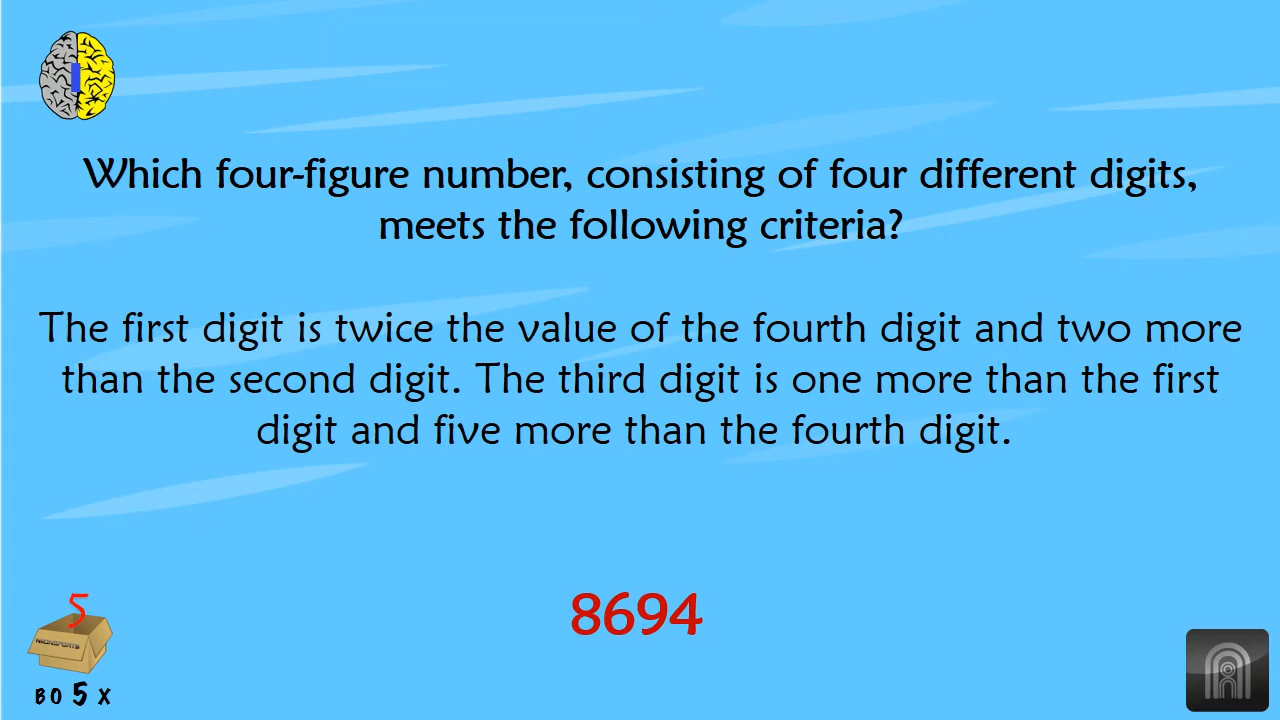 Which four-figure number, consisting of four different digits,
meets the following criteria?
The first digit is twice the value of the fourth digit and two more
than the second digit. The third digit is one more than the first
digit and five more than the fourth digit.
5
8694
BO5X